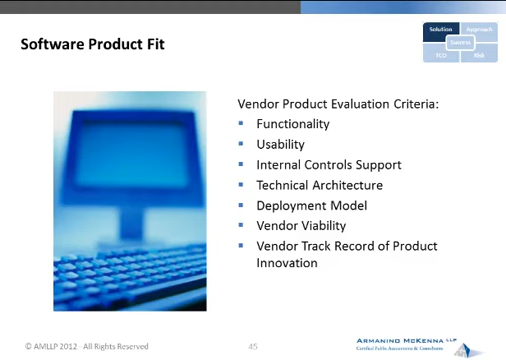 Solution Approach
Success
TCO Risk
Software Product Fit
Vendor Product Evaluation Criteria:
Functionality
Usability
Internal Controls Support
Technical Architecture
Deployment Model
Vendor Viability
Vendor Track Record of Product
Innovation
© AMLLP 2012 - All Rights Reserved
45
ARMANINO MCKENNA LLP
Certified Public Accountants & Consultants